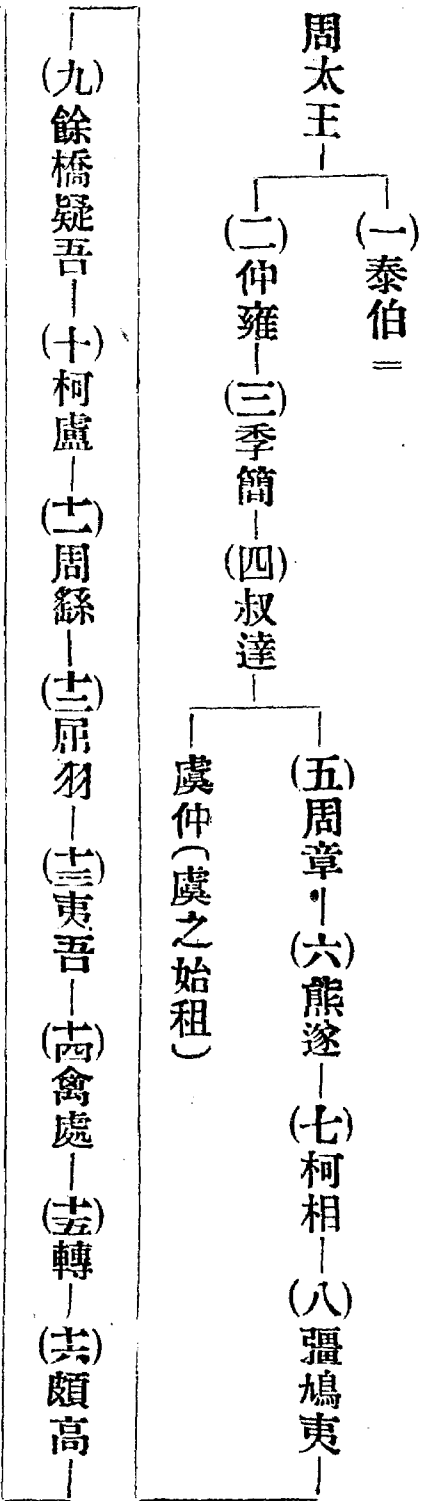 周太王
(一)泰伯=
(二)仲雍—(三)季簡—(四)叔達
(五)周章—(六)熊遂—(七)柯相—(八)彊鳩夷
虞仲(虞之始租)
(九)餘橋疑吾—(十)柯盧—(十一)周繇—(十二)屈羽—(十三)夷吾—(十四)禽處—(十五)轉—(十六)頗高